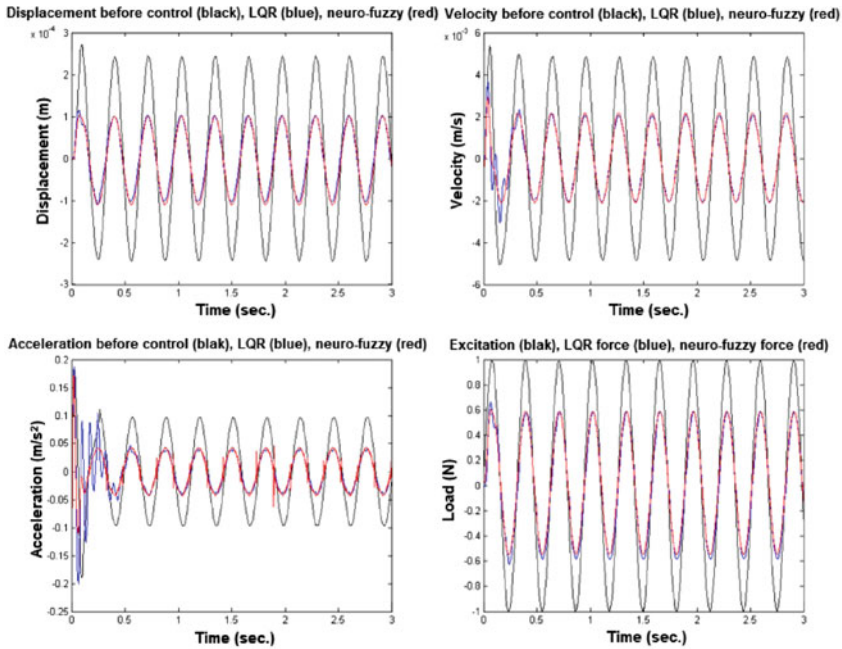 Displacement before control (black), LQR (blue), neuro-fuzzy (red)
x 10⁻⁴
3
2
1
0
-1
-2
-3
Displacement (m)
0 0.5 1 1.5 2 2.5 3
Time (sec.)
Velocity before control (black), LQR (blue), neuro-fuzzy (red)
x 10⁻³
6
4
2
0
-2
-4
-6
Velocity (m/s)
0 0.5 1 1.5 2 2.5 3
Time (sec.)
Acceleration before control (blak), LQR (blue), neuro-fuzzy (red)
0.2
0.15
0.1
0.05
0
-0.05
-0.1
-0.15
-0.2
-0.25
Acceleration (m/s²)
0 0.5 1 1.5 2 2.5 3
Time (sec.)
Excitation (blak), LQR force (blue), neuro-fuzzy force (red)
1
0.8
0.6
0.4
0.2
0
-0.2
-0.4
-0.6
-0.8
-1
Load (N)
0 0.5 1 1.5 2 2.5 3
Time (sec.)